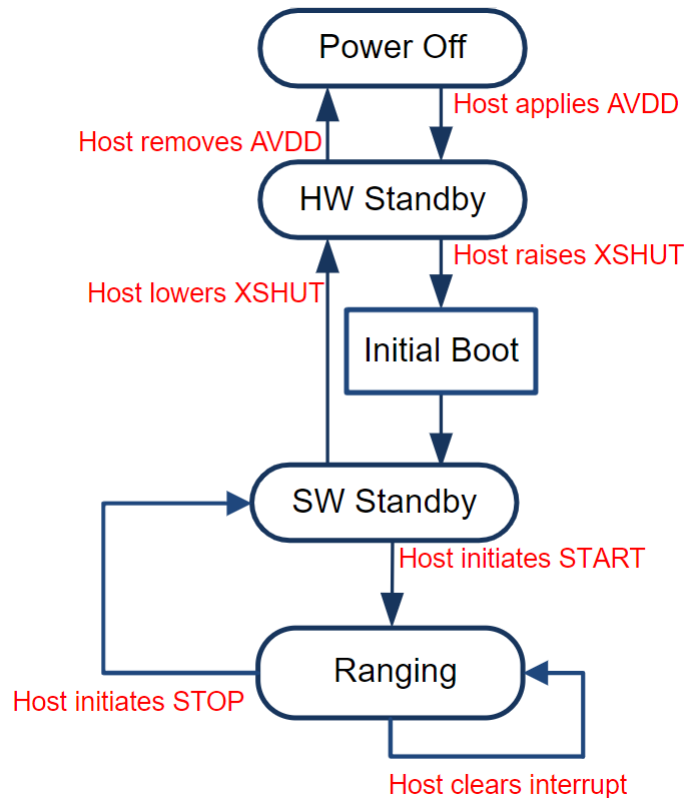 Power Off
Host applies AVDD
Host removes AVDD
HW Standby
Host raises XSHUT
Host lowers XSHUT
Initial Boot
SW Standby
Host initiates START
Ranging
Host initiates STOP
Host clears interrupt